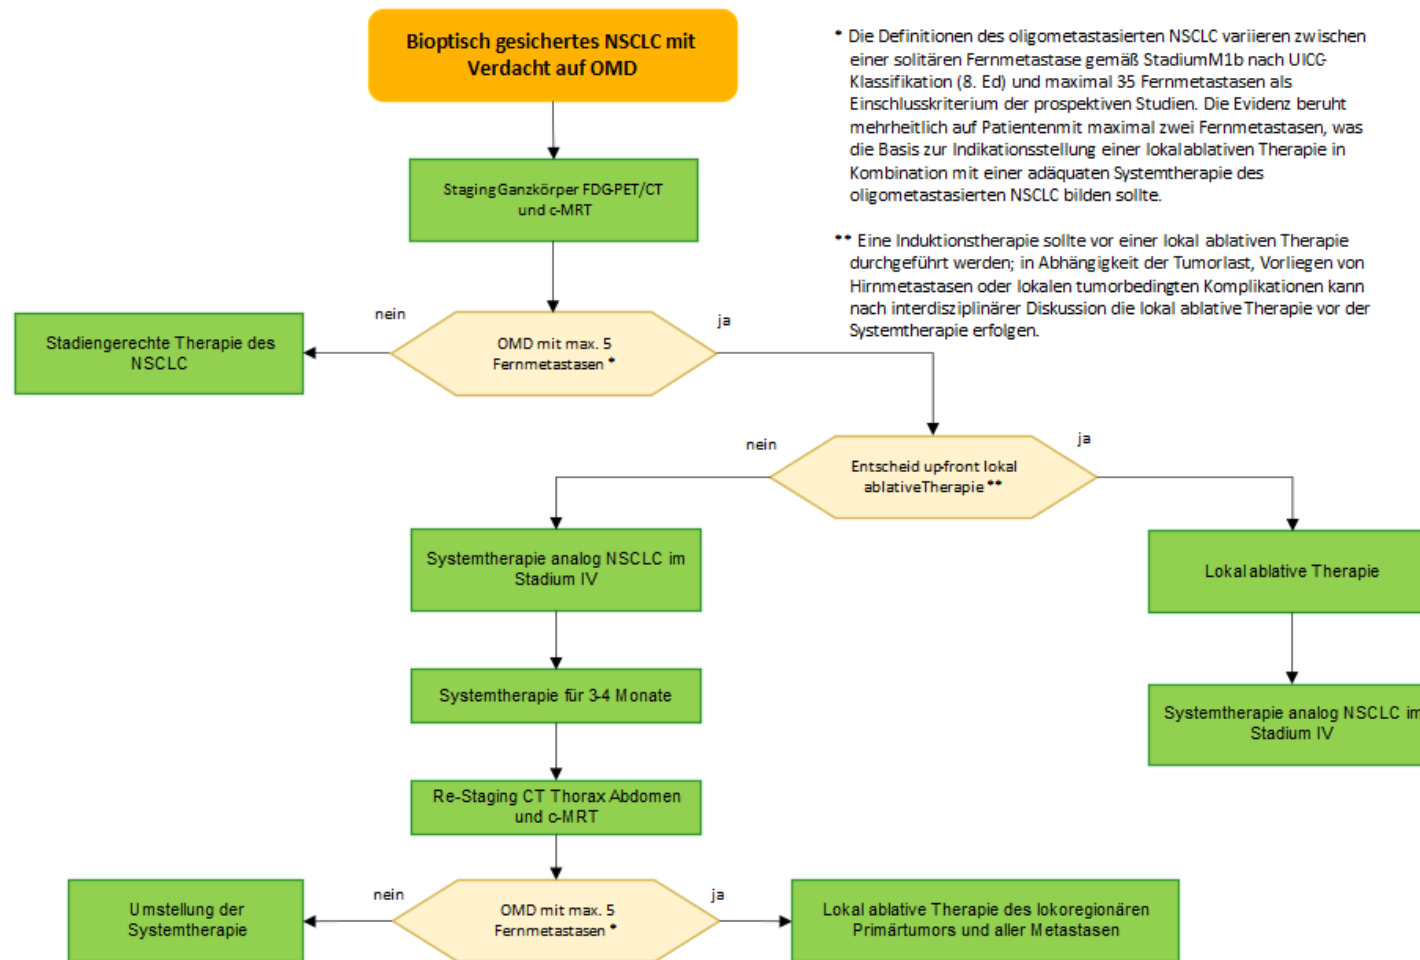 Bioptisch gesichertes NSCLC mit
Verdacht auf OMD
* Die Definitionen des oligometastasierten NSCLC variieren zwischen
einer solitären Fernmetastase gemäß StadiumM1b nach UICC-
Klassifikation (8. Ed) und maximal 35 Fernmetastasen als
Einschlusskriterium der prospektiven Studien. Die Evidenz beruht
mehrheitlich auf Patientenmit maximal zwei Fernmetastasen, was
die Basis zur Indikationsstellung einer lokalablativen Therapie in
Kombination mit einer adäquaten Systemtherapie des
oligometastasierten NSCLC bilden sollte.
** Eine Induktionstherapie sollte vor einer lokal ablativen Therapie
durchgeführt werden; in Abhängigkeit der Tumorlast, Vorliegen von
Hirnmetastasen oder lokalen tumorbedingten Komplikationen kann
nach interdisziplinärer Diskussion die lokal ablative Therapie vor der
Systemtherapie erfolgen.
Staging Ganzkörper FDG-PET/CT
und c-MRT
nein
ja
Stadiengerechte Therapie des
NSCLC
OMD mit max. 5
Fernmetastasen *
nein
ja
Entscheid up-front lokal
ablative Therapie **
Systemtherapie analog NSCLC im
Stadium IV
Lokal ablative Therapie
Systemtherapie für 3-4 Monate
Systemtherapie analog NSCLC im
Stadium IV
Re-Staging CT Thorax Abdomen
und c-MRT
nein
ja
Umstellung der
Systemtherapie
OMD mit max. 5
Fernmetastasen *
Lokal ablative Therapie des lokoregionären
Primärtumors und aller Metastasen